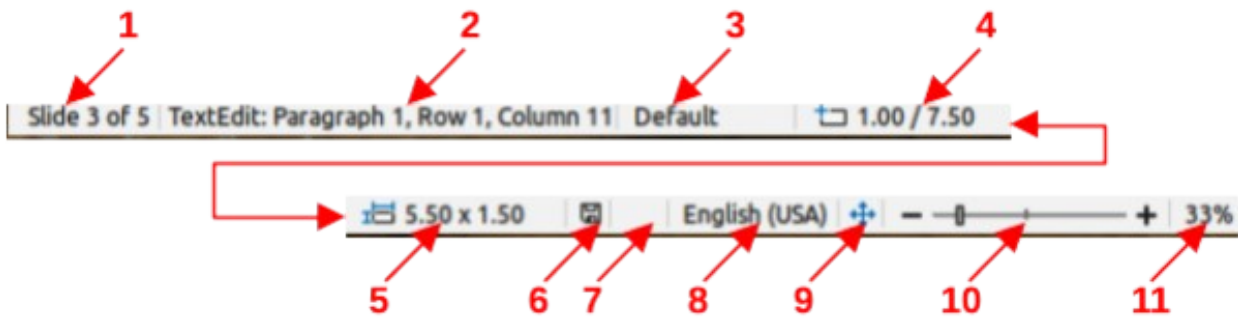 1 2 3 4
Slide 3 of 5 TextEdit: Paragraph 1, Row 1, Column 11 Default 1.00 / 7.50
5.50 x 1.50 English (USA) 33%
5 6 7 8 9 10 11